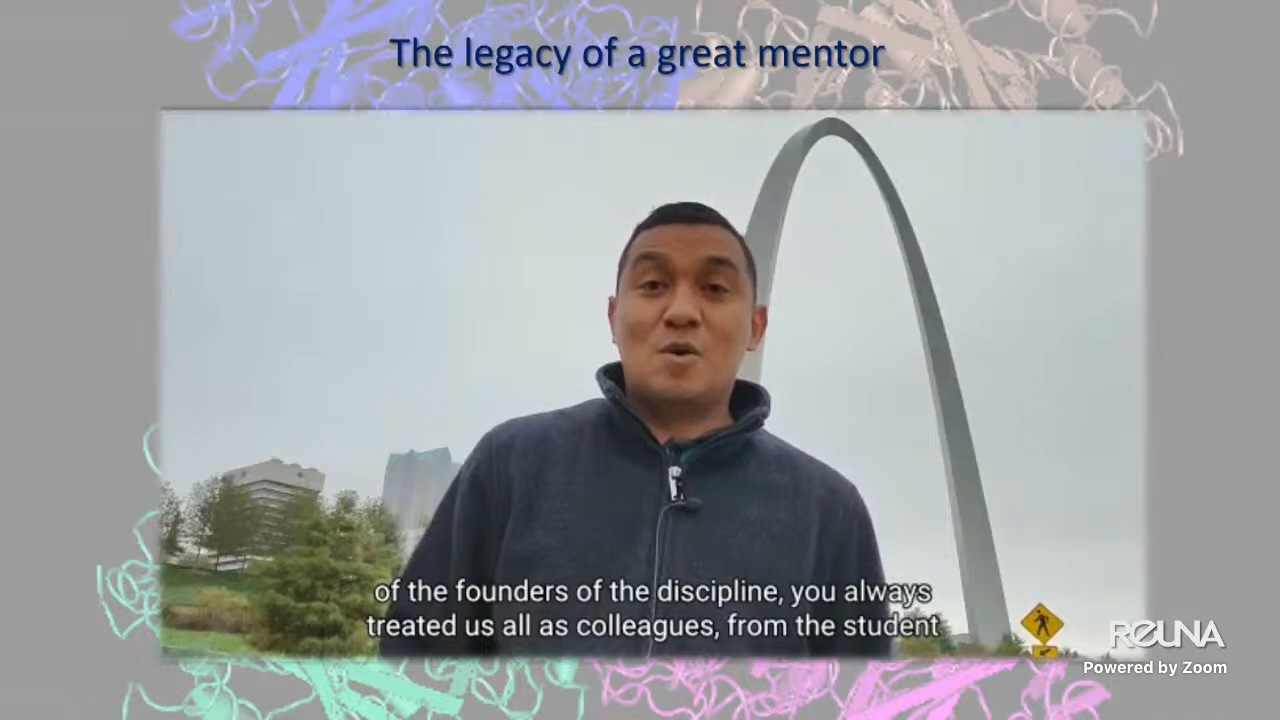 The legacy of a great mentor
of the founders of the discipline, you always
treated us all as colleagues, from the student
REUNA
Powered by Zoom